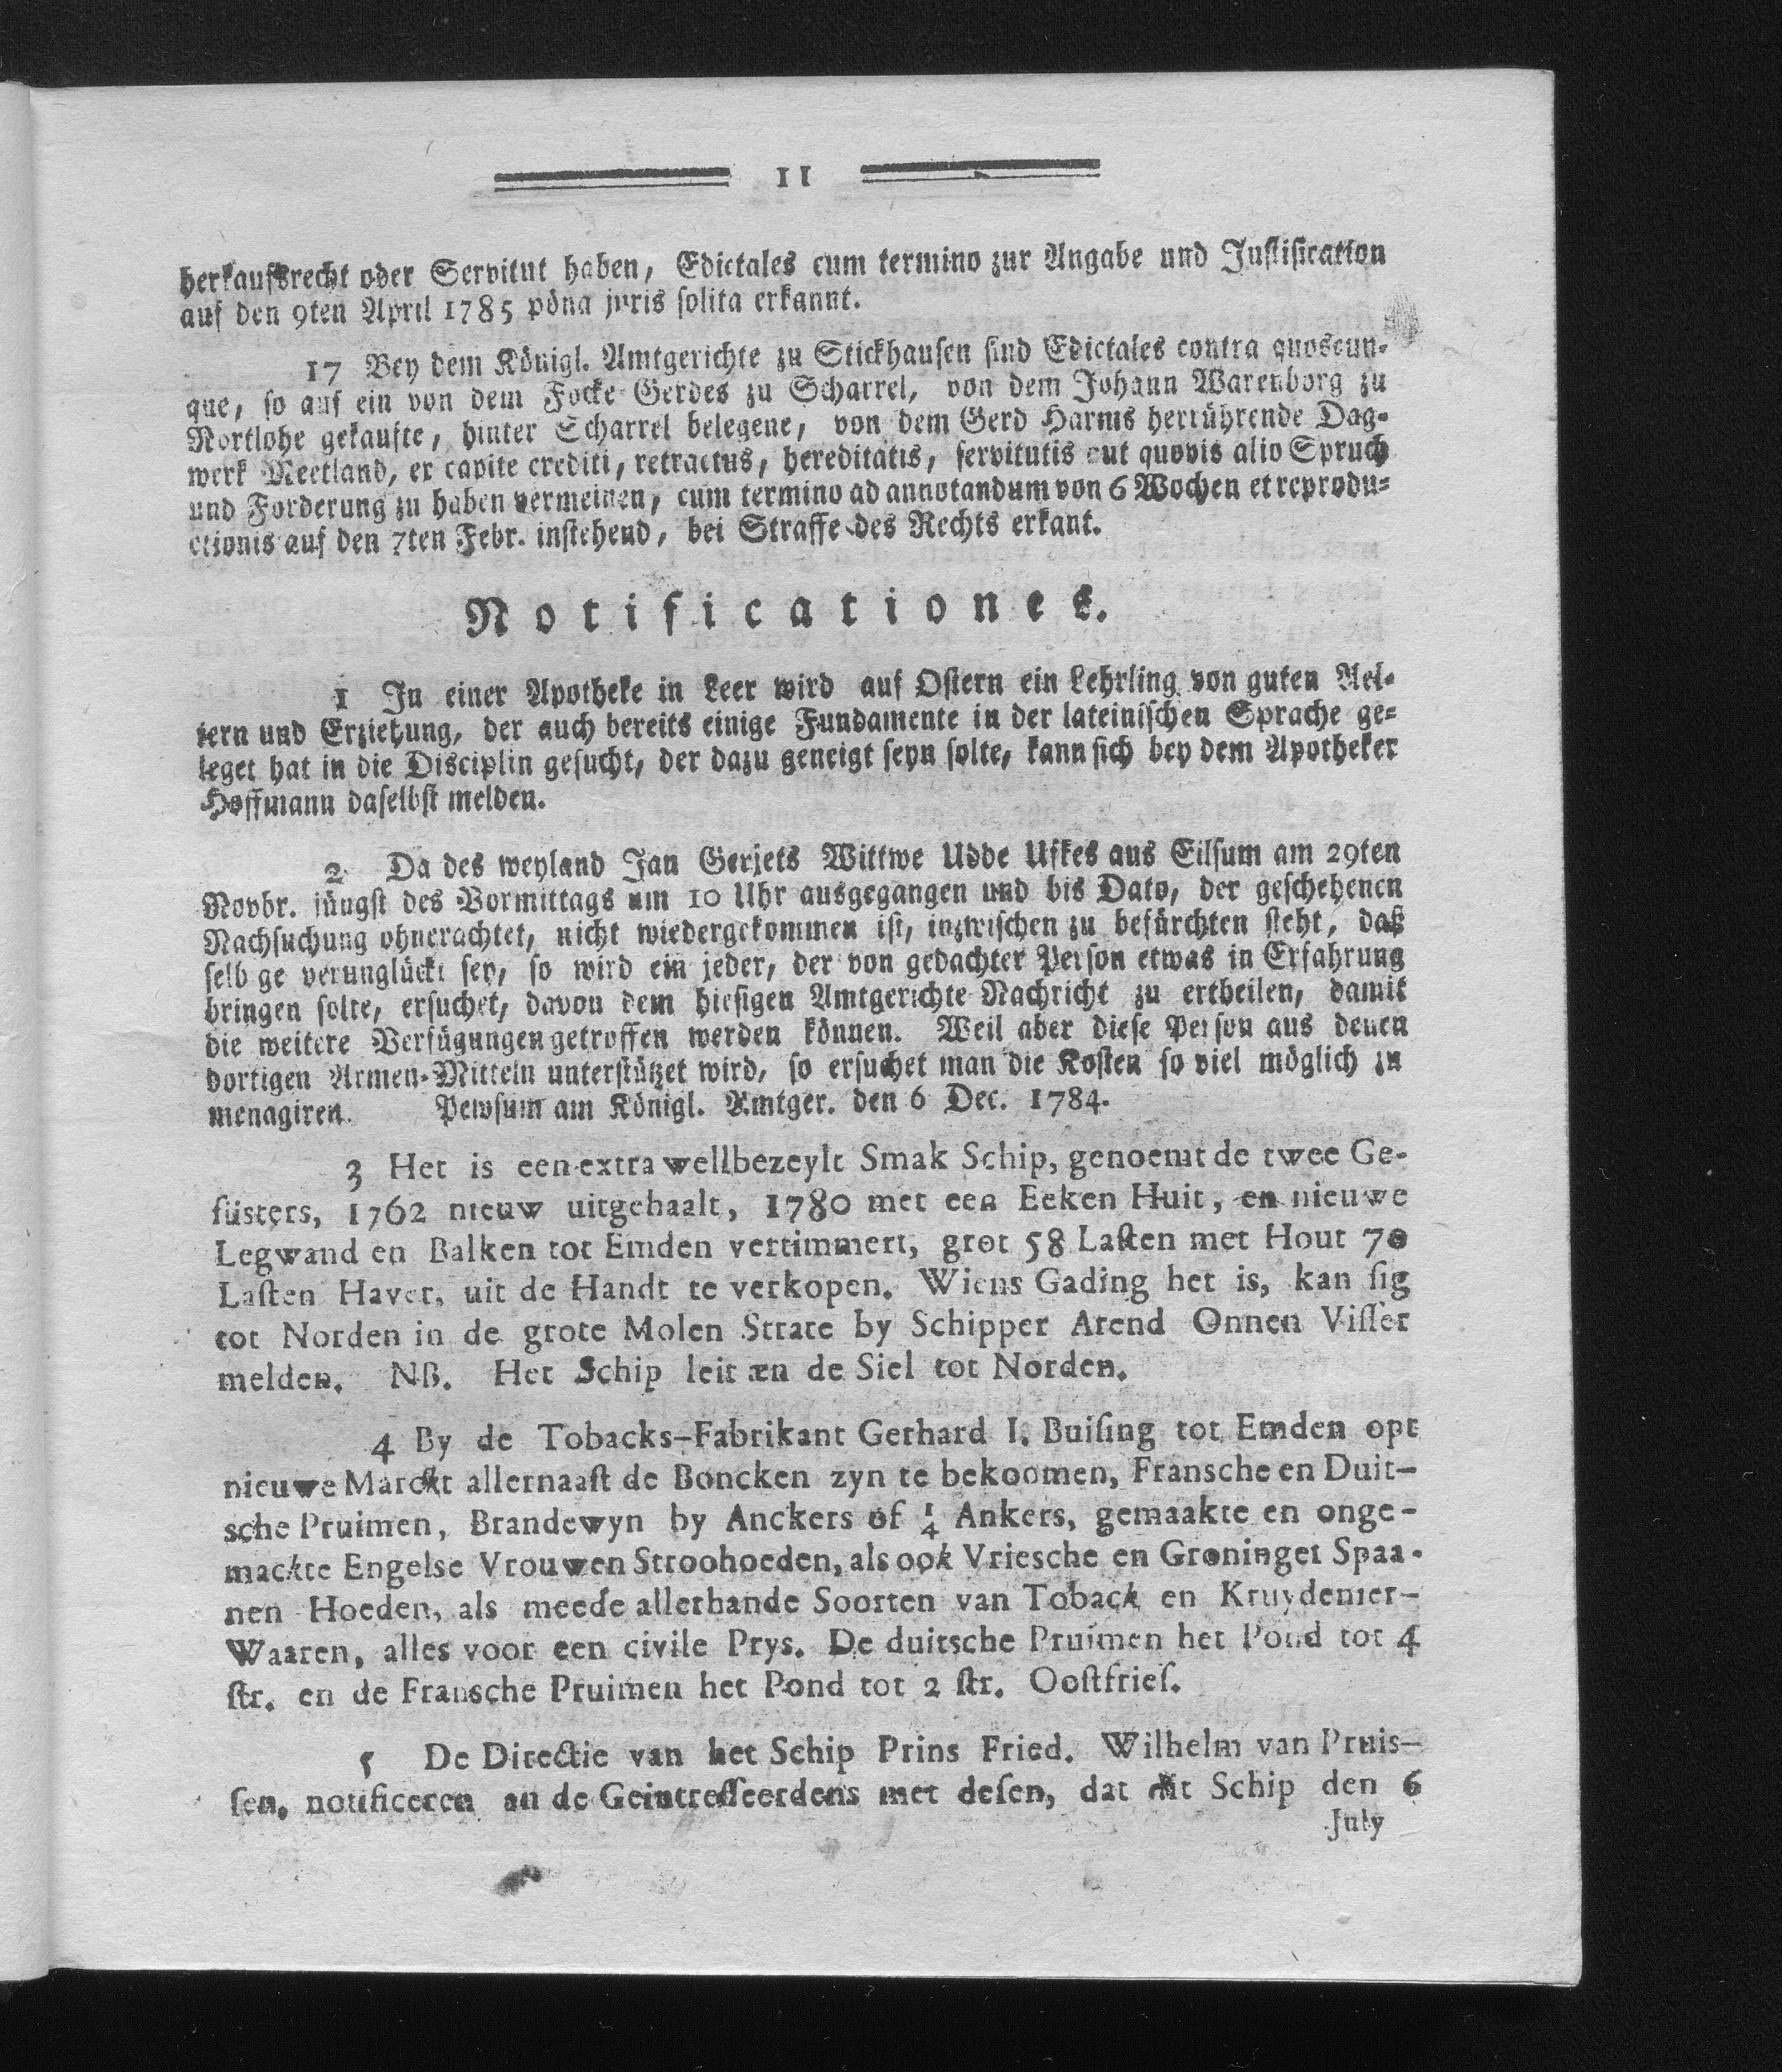 11
herkaufsrecht oder Servitut haben, Edictales cum termino zur Angabe und Justification
auf den 9ten April 1785 pöna juris solita erkannt.
17 Bey dem Königl. Amtgerichte zu Stickhausen sind Edictales contra quoscun-
que, so auf ein von dem Focke Gerdes zu Scharrel, von dem Johann Warenborg zu
Nortlohe gekaufte, hinter Scharrel belegene, von dem Gerd Harms herrührende Dag-
werk Meetland, ex capite crediti, retractus, hereditatis, servitutis aut quovis alio Spruch
und Forderung zu haben vermeinen, cum termino ad annotandum von 6 Wochen et reprodu-
ctionis auf den 7ten Febr. instehend, bei Straffe des Rechts erkant.
Notificationes.
1 In einer Apotheke in Leer wird auf Ostern ein Lehrling von guten Ael-
tern und Erziehung, der auch bereits einige Fundamente in der lateinischen Sprache ge-
leget hat in die Disciplin gesucht, der dazu geneigt seyn solte, kann sich bey dem Apotheker
Hoffmann daselbst melden.
2 Da des weyland Jan Gerjets Wittwe Udde Ufkes aus Eilsum am 29ten
Novbr. jüngst des Vormittags um 10 Uhr ausgegangen und bis Dato, der geschehenen
Nachsuchung ohnerachtet, nicht wiedergekommen ist, inzwischen zu befürchten steht, daß
selb ge verunglückt sey, so wird ein jeder, der von gedachter Person etwas in Erfahrung
bringen solte, ersuchet, davon dem hiesigen Amtgerichte Nachricht zu ertheilen, damit
die weitere Verfügungen getroffen werden können. Weil aber diese Person aus denen
dortigen Armen-Mitteln unterstützet wird, so ersuchet man die Kosten so viel möglich zu
menagiren. Pewsum am Königl. Amtger. den 6 Dec. 1784.
3 Het is een extra wellbezeylt Smak Schip, genoemt de twee Ge-
süsters, 1762 nieuw uitgehaalt, 1780 met een Eeken Huit, en nieuwe
Legwand en Balken tot Emden vertimmert, grot 58 Lasten met Hout 70
Lasten Haver, uit de Handt te verkopen. Wiens Gading het is, kan sig
tot Norden in de grote Molen Strate by Schipper Arend Onnen Visser
melden. NB. Het Schip leit æn de Siel tot Norden.
4 By de Tobacks-Fabrikant Gerhard I. Buising tot Emden opt
nieuwe Marckt allernaast de Boncken zyn te bekoomen, Fransche en Duit-
sche Pruimen, Brandewyn by Anckers of 1/4 Ankers, gemaakte en onge-
mackte Engelse Vrouwen Stroohoeden, als ook Vriesche en Groninger Spaa-
nen Hoeden, als meede allerhande Soorten van Toback en Kruydenier-
Waaren, alles voor een civile Prys. De duitsche Pruimen het Pond tot 4
str. en de Fransche Pruimen het Pond tot 2 str. Oostfries.
5 De Directie van het Schip Prins Fried. Wilhelm van Pruis-
sen, notificeren an de Geintresseerdens met desen, dat dit Schip den 6
July